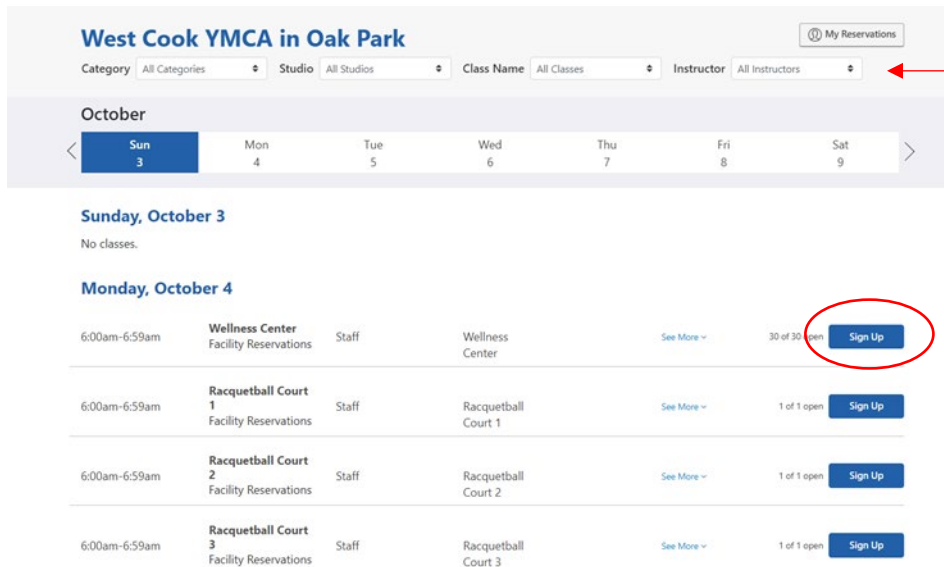 West Cook YMCA in Oak Park
My Reservations
Category All Categories Studio All Studios Class Name All Classes Instructor All Instructors
October
Sun Mon Tue Wed Thu Fri Sat
3 4 5 6 7 8 9
Sunday, October 3
No classes.
Monday, October 4
6:00am-6:59am Wellness Center Staff Wellness See More 30 of 30 open Sign Up
Facility Reservations Center
Racquetball Court
6:00am-6:59am 1 Staff Racquetball See More 1 of 1 open Sign Up
Facility Reservations Court 1
Racquetball Court
6:00am-6:59am 2 Staff Racquetball See More 1 of 1 open Sign Up
Facility Reservations Court 2
Racquetball Court
6:00am-6:59am 3 Staff Racquetball See More 1 of 1 open Sign Up
Facility Reservations Court 3